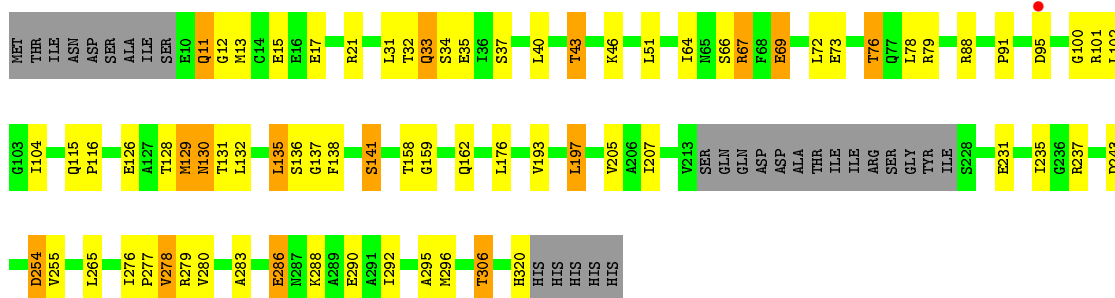 MET THR ILE ASN ASP SER ALA ILE SER E10 Q11 G12 M13 C14 E15 E16 E17 R21 L31 T32 Q33 S34 E35 I36 S37 L40 T43 K46 L51 I64 N65 S66 R67 F68 E69 L72 E73 T76 Q77 L78 R79 R88 P91 D95 G100 R101 L102
G103 I104 Q115 P116 E126 A127 T128 M129 N130 T131 L132 L135 S136 G137 F138 S141 T158 G159 Q162 L176 V193 L197 V205 A206 I207 V213 SER GLN GLN ASP ASP ALA THR ILE ILE ARG SER GLY TYR ILE S228 E231 I235 G236 R237
D254 V255 L265 I276 P277 V278 R279 V280 A283 E286 N287 K288 A289 E290 A291 I292 A295 M296 T306 H320 HIS HIS HIS HIS HIS